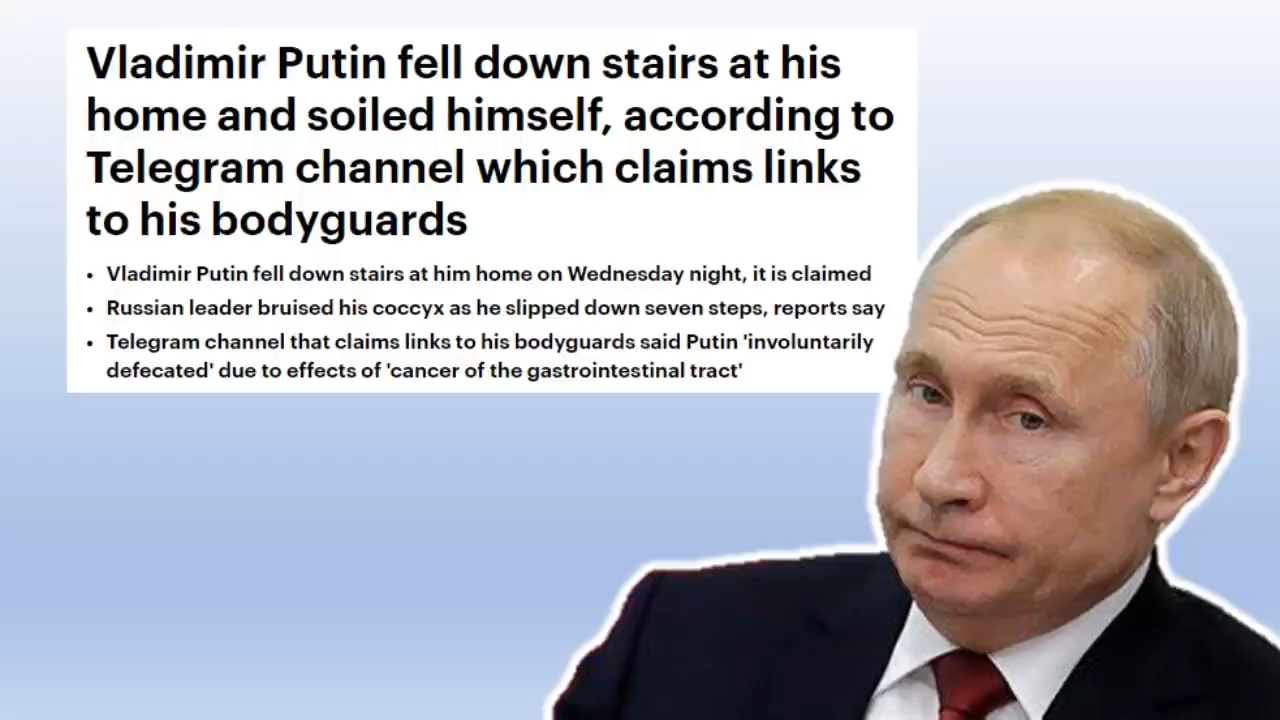 Vladimir Putin fell down stairs at his
home and soiled himself, according to
Telegram channel which claims links
to his bodyguards
• Vladimir Putin fell down stairs at him home on Wednesday night, it is claimed
• Russian leader bruised his coccyx as he slipped down seven steps, reports say
• Telegram channel that claims links to his bodyguards said Putin 'involuntarily
defecated' due to effects of 'cancer of the gastrointestinal tract'